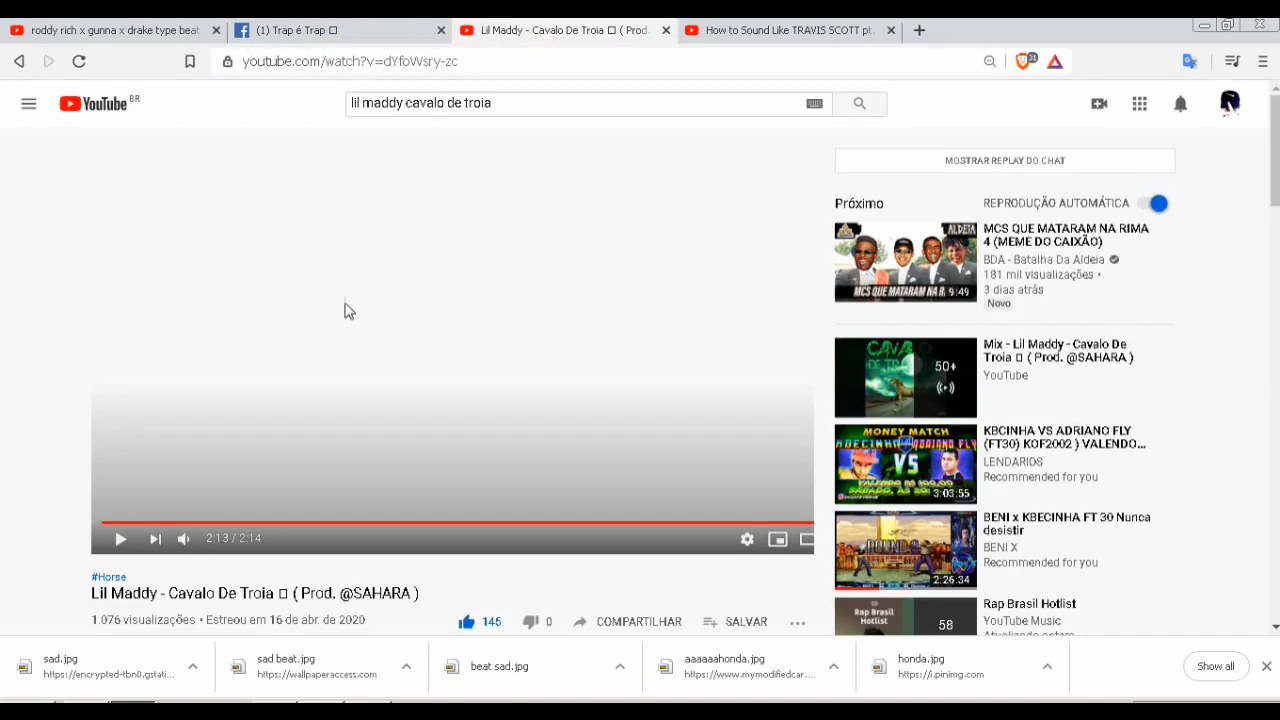 roddy rich x gunna x drake type beat
(1) Trap é Trap
Lil Maddy - Cavalo De Troia ( Prod.
How to Sound Like TRAVIS SCOTT pt.
youtube.com/watch?v=dYfoWsry-zc
31
YouTube BR
lil maddy cavalo de troia
MOSTRAR REPLAY DO CHAT
Próximo
REPRODUÇÃO AUTOMÁTICA
ALDEIA
MCS QUE MATARAM NA R.
9:49
MCS QUE MATARAM NA RIMA
4 (MEME DO CAIXÃO)
BDA - Batalha Da Aldeia
181 mil visualizações •
3 dias atrás
Novo
50+
Mix - Lil Maddy - Cavalo De
Troia ( Prod. @SAHARA )
YouTube
MONEY MATCH
VS
3:03:55
KBCINHA VS ADRIANO FLY
(FT30) KOF2002 ) VALENDO...
LENDARIOS
Recommended for you
2:26:34
BENI x KBECINHA FT 30 Nunca
desistir
BENI X
Recommended for you
Rap Brasil
Hotlist
58
Rap Brasil Hotlist
YouTube Music
2:13 / 2:14
#Horse
Lil Maddy - Cavalo De Troia ( Prod. @SAHARA )
1.076 visualizações • Estreou em 16 de abr. de 2020
145
0
COMPARTILHAR
SALVAR
sad.jpg
https://encrypted-tbn0.gstati...
sad beat.jpg
https://wallpaperaccess.com
beat sad.jpg
aaaaaahonda.jpg
https://www.mymodifiedcar....
honda.jpg
https://i.pinimg.com
Show all